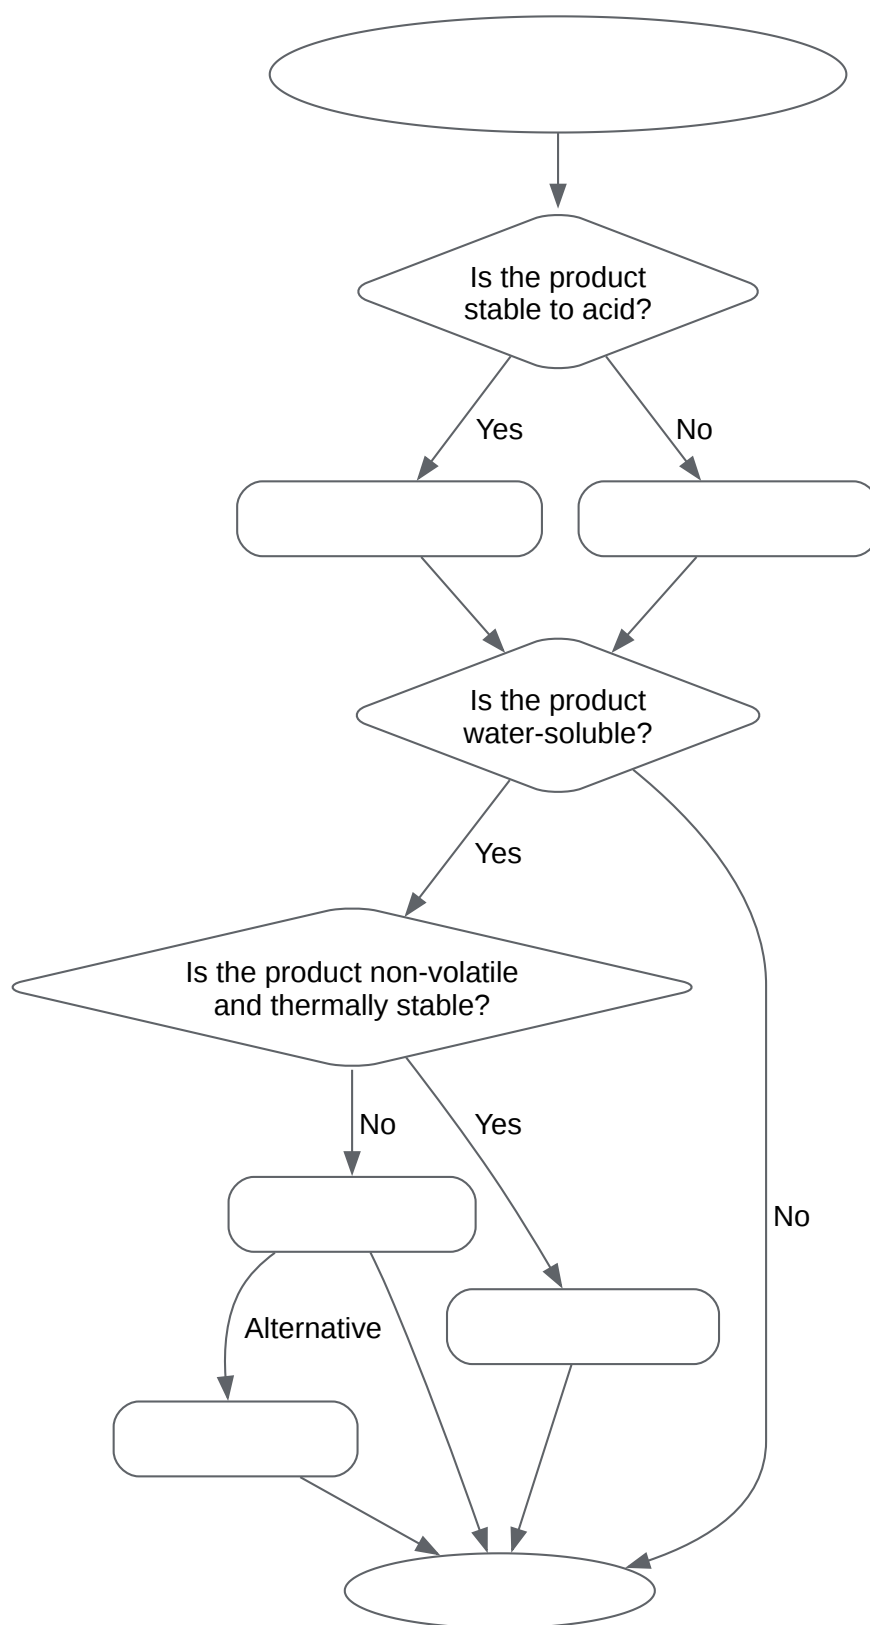 Is the product
stable to acid?
Yes
No
Is the product
water-soluble?
Yes
Is the product non-volatile
and thermally stable?
No
Yes
No
Alternative